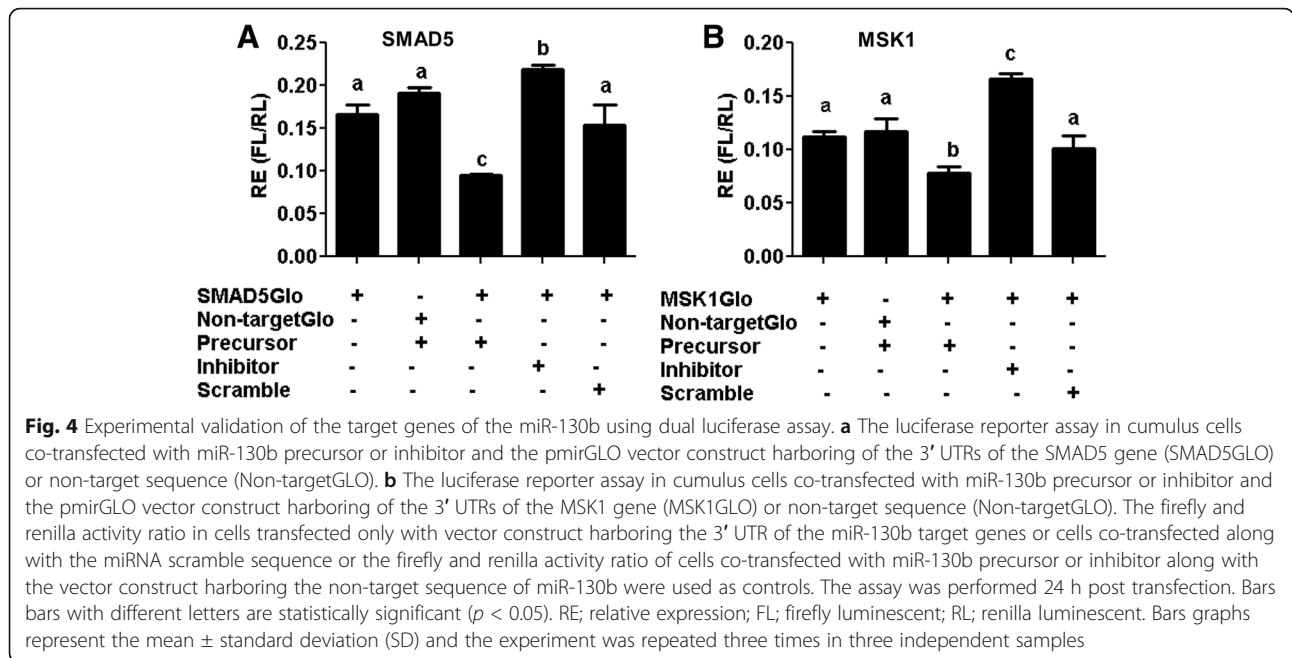 A
SMAD5
RE (FL/RL)
0.25
0.20
0.15
0.10
0.05
0.00
a
a
c
b
a
SMAD5Glo + - + + +
Non-targetGlo - + - - -
Precursor - + + - -
Inhibitor - - - + -
Scramble - - - - +
B
MSK1
RE (FL/RL)
0.20
0.15
0.10
0.05
0.00
a
a
b
c
a
MSK1Glo + - + + +
Non-targetGlo - + - - -
Precursor - + + - -
Inhibitor - - - + -
Scramble - - - - +
Fig. 4 Experimental validation of the target genes of the miR-130b using dual luciferase assay. a The luciferase reporter assay in cumulus cells
co-transfected with miR-130b precursor or inhibitor and the pmirGLO vector construct harboring of the 3′ UTRs of the SMAD5 gene (SMAD5GLO)
or non-target sequence (Non-targetGLO). b The luciferase reporter assay in cumulus cells co-transfected with miR-130b precursor or inhibitor and
the pmirGLO vector construct harboring of the 3′ UTRs of the MSK1 gene (MSK1GLO) or non-target sequence (Non-targetGLO). The firefly and
renilla activity ratio in cells transfected only with vector construct harboring the 3′ UTR of the miR-130b target genes or cells co-transfected along
with the miRNA scramble sequence or the firefly and renilla activity ratio of cells co-transfected with miR-130b precursor or inhibitor along with
the vector construct harboring the non-target sequence of miR-130b were used as controls. The assay was performed 24 h post transfection. Bars
bars with different letters are statistically significant (p < 0.05). RE; relative expression; FL; firefly luminescent; RL; renilla luminescent. Bars graphs
represent the mean ± standard deviation (SD) and the experiment was repeated three times in three independent samples